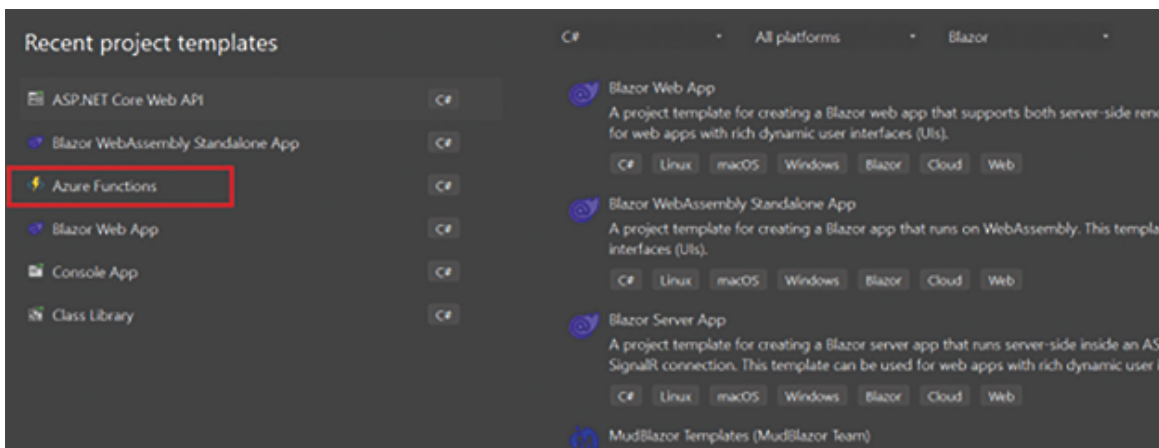 Recent project templates
ASP.NET Core Web API C#
Blazor WebAssembly Standalone App C#
Azure Functions C#
Blazor Web App C#
Console App C#
Class Library C#
C# All platforms Blazor
Blazor Web App
A project template for creating a Blazor web app that supports both server-side
for web apps with rich dynamic user interfaces (UIs).
C# Linux macOS Windows Blazor Cloud Web
Blazor WebAssembly Standalone App
A project template for creating a Blazor app that runs on WebAssembly. This
interfaces (UIs).
C# Linux macOS Windows Blazor Cloud Web
Blazor Server App
A project template for creating a Blazor server app that runs server-side inside an
SignalR connection. This template can be used for web apps with rich dynamic user
C# Linux macOS Windows Blazor Cloud Web
MudBlazor Templates (MudBlazor Team)